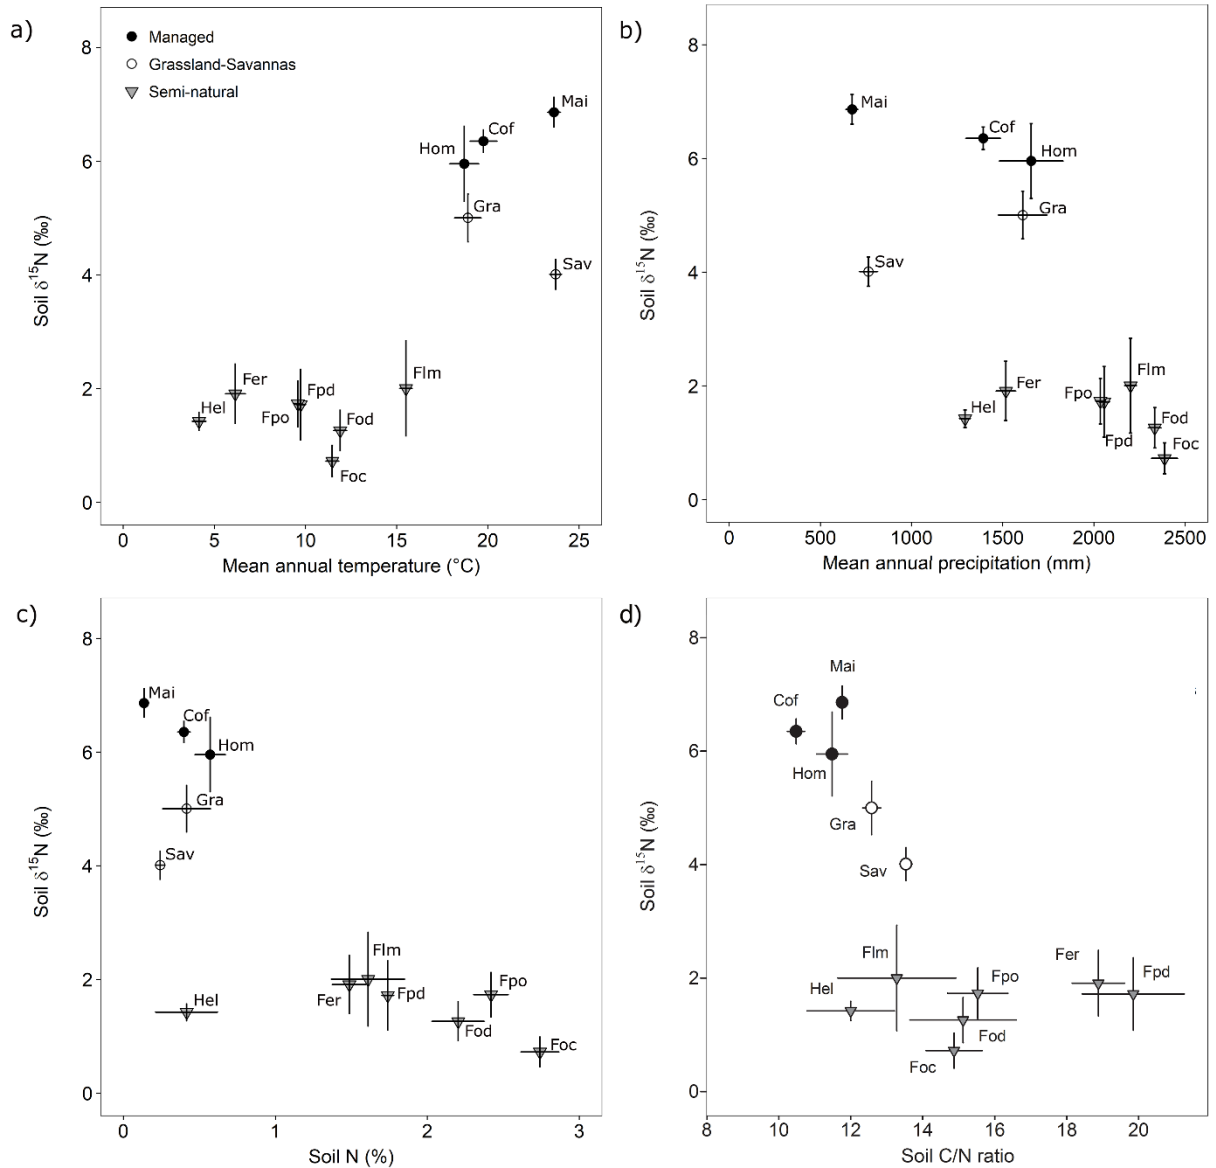 a)
Managed
Grassland-Savannas
Semi-natural
8
6
4
2
0
Soil δ¹⁵N (‰)
Mai
Cof
Hom
Gra
Sav
Flm
Fer
Fpd
Hel
Fpo
Fod
Foc
0 5 10 15 20 25
Mean annual temperature (°C)
b)
8
6
4
2
0
Soil δ¹⁵N (‰)
Mai
Cof
Hom
Gra
Sav
Flm
Fer
Fpo
Hel
Fod
Fpd
Foc
0 500 1000 1500 2000 2500
Mean annual precipitation (mm)
c)
8
6
4
2
0
Soil δ¹⁵N (‰)
Mai
Cof
Hom
Gra
Sav
Flm
Fpo
Fpd
Fer
Hel
Fod
Foc
0 1 2 3
Soil N (%)
d)
8
6
4
2
0
Soil δ¹⁵N (‰)
Mai
Cof
Hom
Gra
Sav
Flm
Fer
Fpd
Fpo
Hel
Fod
Foc
8 10 12 14 16 18 20
Soil C/N ratio